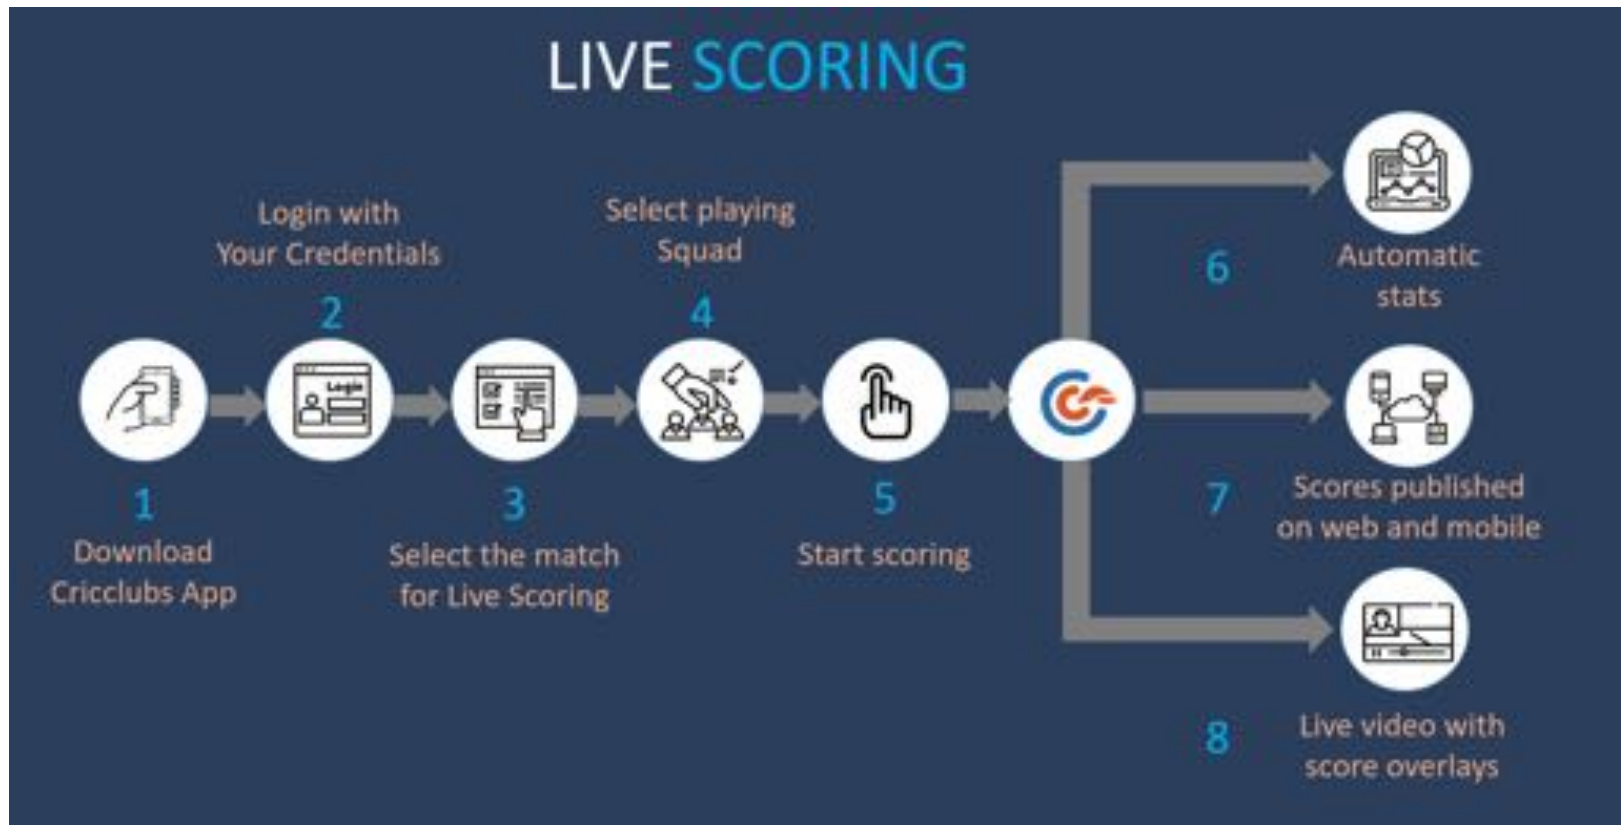 LIVE SCORING
1
Download
Cricclubs App
Login with
Your Credentials
2
Login
3
Select the match
for Live Scoring
Select playing
Squad
4
5
Start scoring
6
Automatic
stats
7
Scores published
on web and mobile
8
Live video with
score overlays